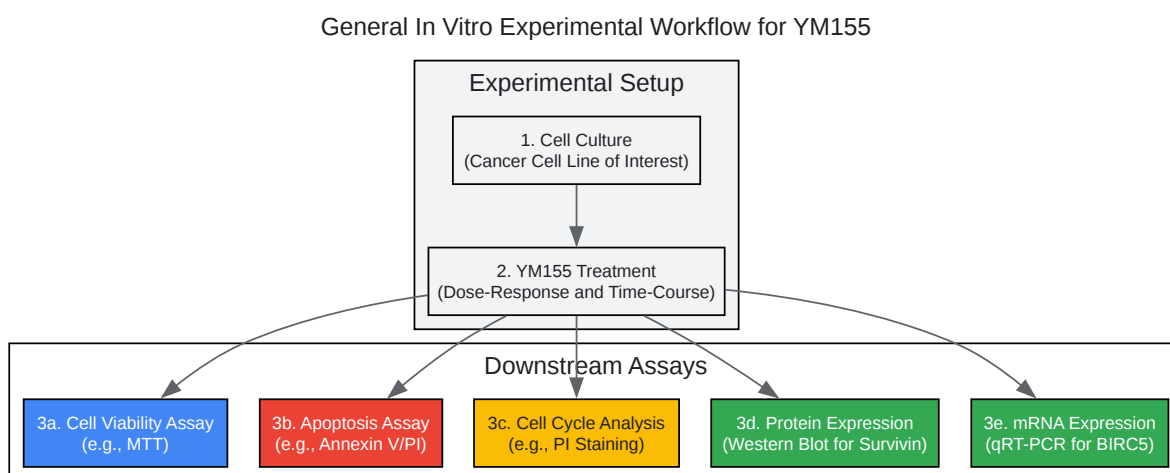 General In Vitro Experimental Workflow for YM155
Experimental Setup
1. Cell Culture
(Cancer Cell Line of Interest)
2. YM155 Treatment
(Dose-Response and Time-Course)
Downstream Assays
3a. Cell Viability Assay
(e.g., MTT)
3b. Apoptosis Assay
(e.g., Annexin V/PI)
3c. Cell Cycle Analysis
(e.g., PI Staining)
3d. Protein Expression
(Western Blot for Survivin)
3e. mRNA Expression
(qRT-PCR for BIRC5)